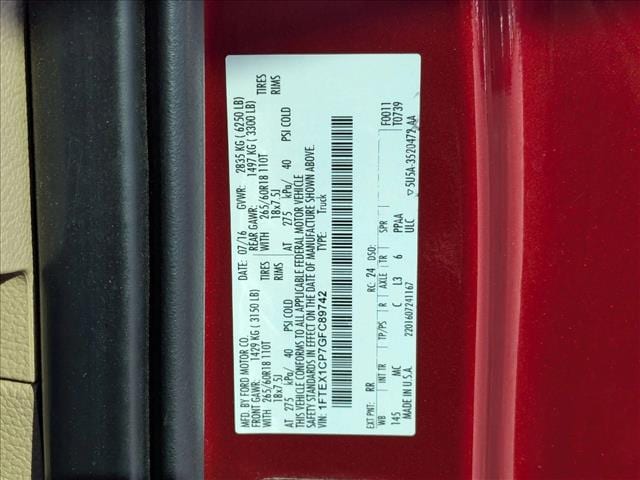 MFD. BY FORD MOTOR CO.
DATE: 07/16 GVWR: 2835 KG ( 6250 LB)
FRONT GAWR: 1429 KG ( 3150 LB) REAR GAWR: 1497 KG ( 3300 LB)
WITH 265/60R18 110T TIRES WITH 265/60R18 110T TIRES
18x7.5J RIMS 18x7.5J RIMS
AT 275 kPa/ 40 PSI COLD AT 275 kPa/ 40 PSI COLD
THIS VEHICLE CONFORMS TO ALL APPLICABLE FEDERAL MOTOR VEHICLE
SAFETY STANDARDS IN EFFECT ON THE DATE OF MANUFACTURE SHOWN ABOVE.
VIN: 1FTEX1CP7GFC89742 TYPE: Truck
F0011
T0739
EXT PNT: RR RC: 24 DSO:
WB INT TR TP/PS R AXLE TR SPR
145 MC C L3 6 PPAA
MADE IN U.S.A. ULC
2201607241167 ▽5U5A-3520472-AA